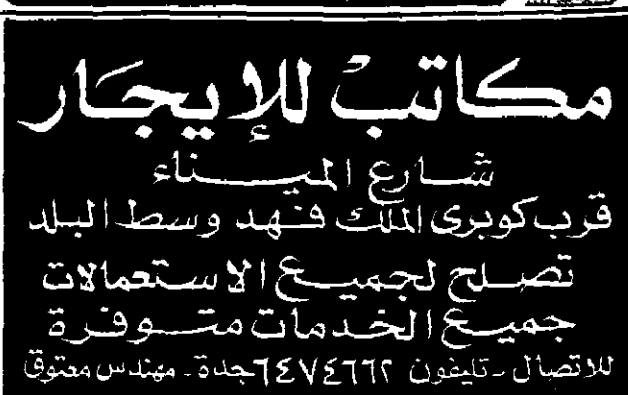 مكاتب للإيجار
شارع الميناء
قرب كوبرى الملك فهد وسط البلد
تصلح لجميع الاستعمالات
جميع الخدمات متوفرة
للاتصال - تليفون ٦٤٧٤٦٦٢ جدة - مهندس معتوق